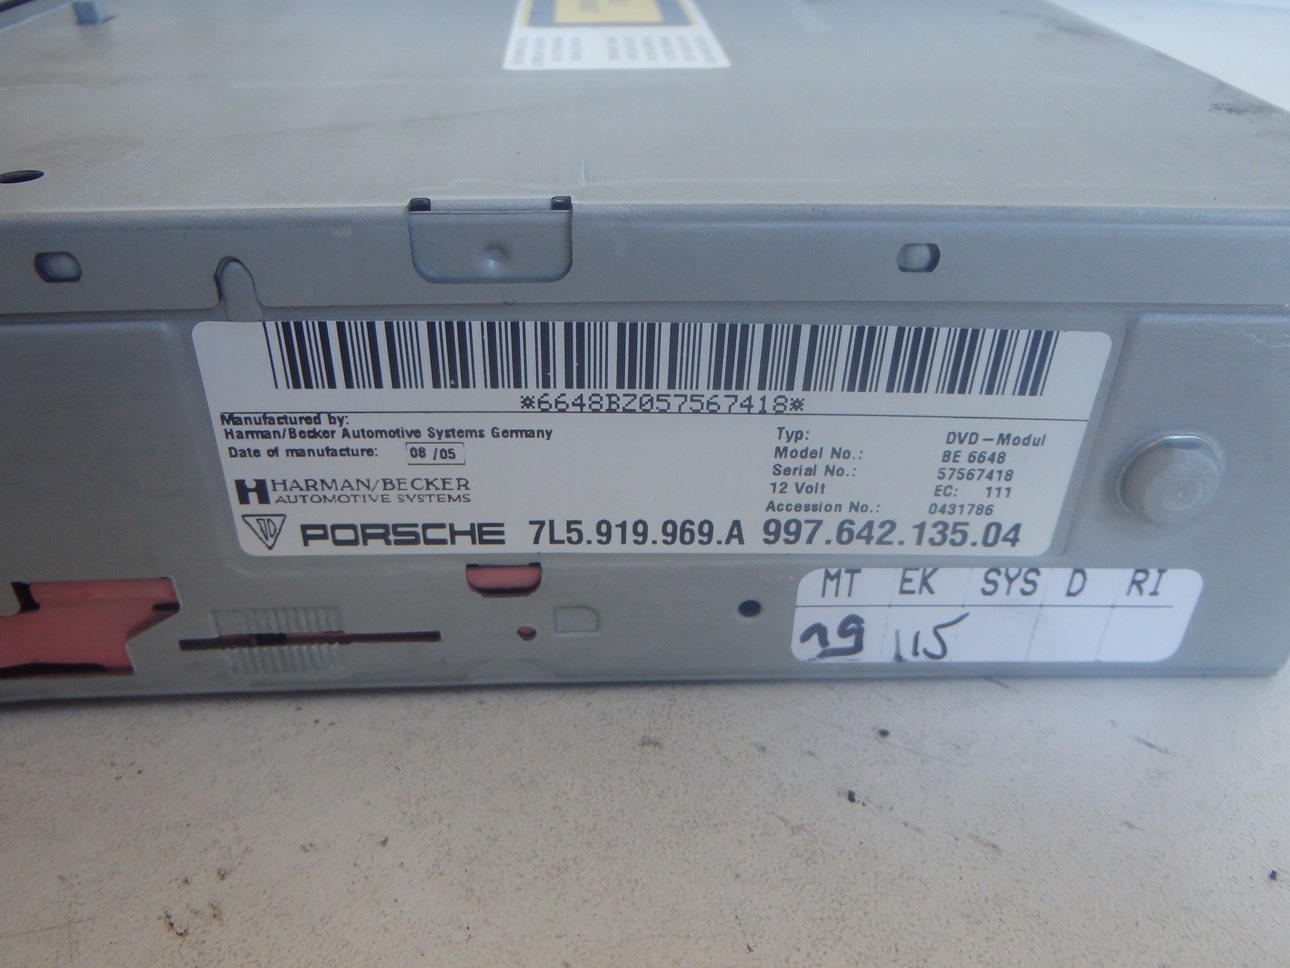 *6648BZ057567418*
Manufactured by:
Harman/Becker Automotive Systems Germany
Date of manufacture: 08 /05
HARMAN/BECKER
AUTOMOTIVE SYSTEMS
Typ: DVD-Modul
Model No.: BE 6648
Serial No.: 57567418
12 Volt EC: 111
Accession No.: 0431786
PORSCHE 7L5.919.969.A 997.642.135.04
MT EK SYS D RI
19 115